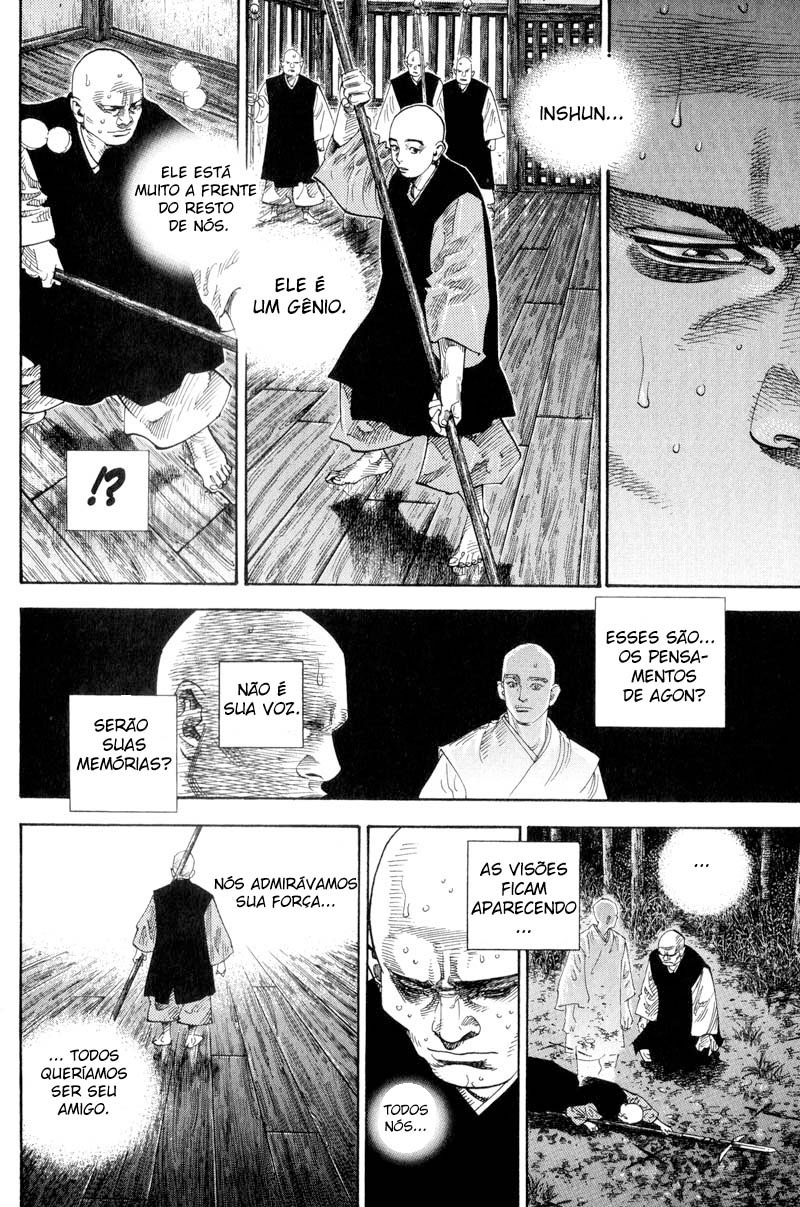 INSHUN...
ELE É
UM GÊNIO.
ELE ESTÁ
MUITO A FRENTE
DO RESTO
DE NÓS.
!?
ESSES SÃO...
OS PENSA-
MENTOS
DE AGON?
NÃO É
SUA VOZ.
SERÃO
SUAS
MEMÓRIAS?
...
AS VISÕES
FICAM
APARECENDO
...
TODOS
NÓS...
NÓS ADMIRÁVAMOS
SUA FORÇA...
... TODOS
QUERÍAMOS
SER SEU
AMIGO.